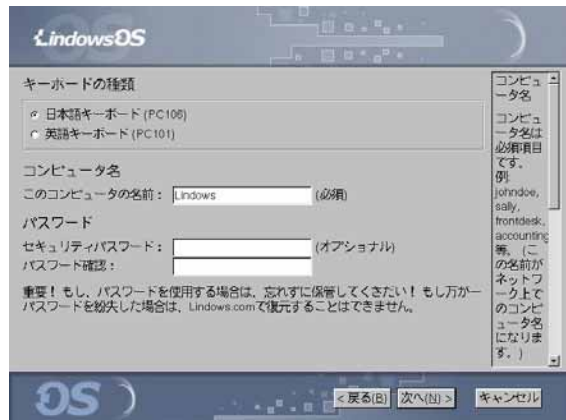 LindowsOS
キーボードの種類
日本語キーボード (PC106)
英語キーボード (PC101)
コンピュータ名
このコンピュータの名前： Lindows (必須)
パスワード
セキュリティパスワード： (オプショナル)
パスワード確認：
重要！ もし、パスワードを使用する場合は、忘れずに保管してください！ もし万が一
パスワードを紛失した場合は、Lindows.comで復元することはできません。
コンピュ
ータ名
コンピュ
ータ名は
必須項目
です。
例:
johndoe,
sally,
frontdesk,
accounting
等。（こ
の名前が
ネットワ
ーク上で
のコンピ
ュータ名
になりま
す。）
OS
< 戻る(B)
次へ(N) >
キャンセル